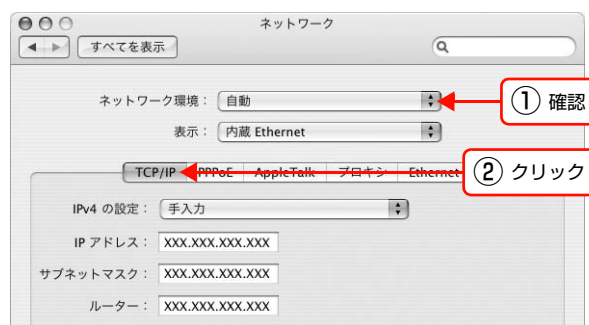 ネットワーク
すべてを表示
ネットワーク環境： 自動
① 確認
表示： 内蔵 Ethernet
TCP/IP PPPoE AppleTalk プロキシ Ethernet
② クリック
IPv4 の設定： 手入力
IP アドレス： XXX.XXX.XXX.XXX
サブネットマスク： XXX.XXX.XXX.XXX
ルーター： XXX.XXX.XXX.XXX